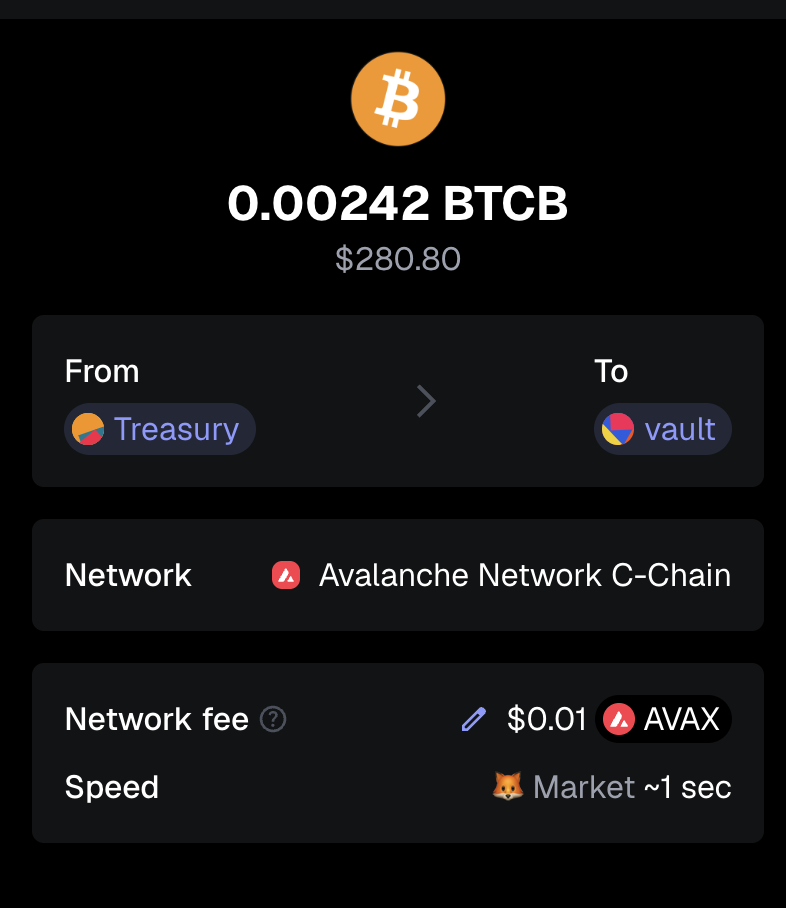 0.00242 BTCB
$280.80
From
To
Treasury
vault
Network
Avalanche Network C-Chain
Network fee
$0.01 AVAX
Speed
Market ~1 sec